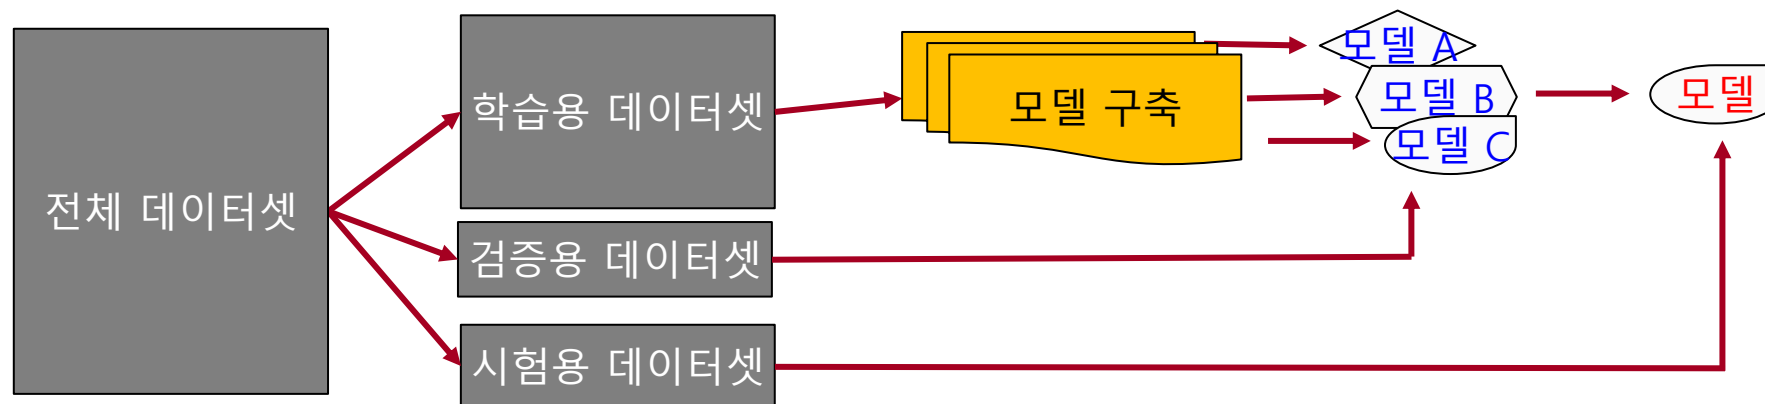 전체 데이터셋
학습용 데이터셋
검증용 데이터셋
시험용 데이터셋
모델 구축
모델 A
모델 B
모델 C
모델